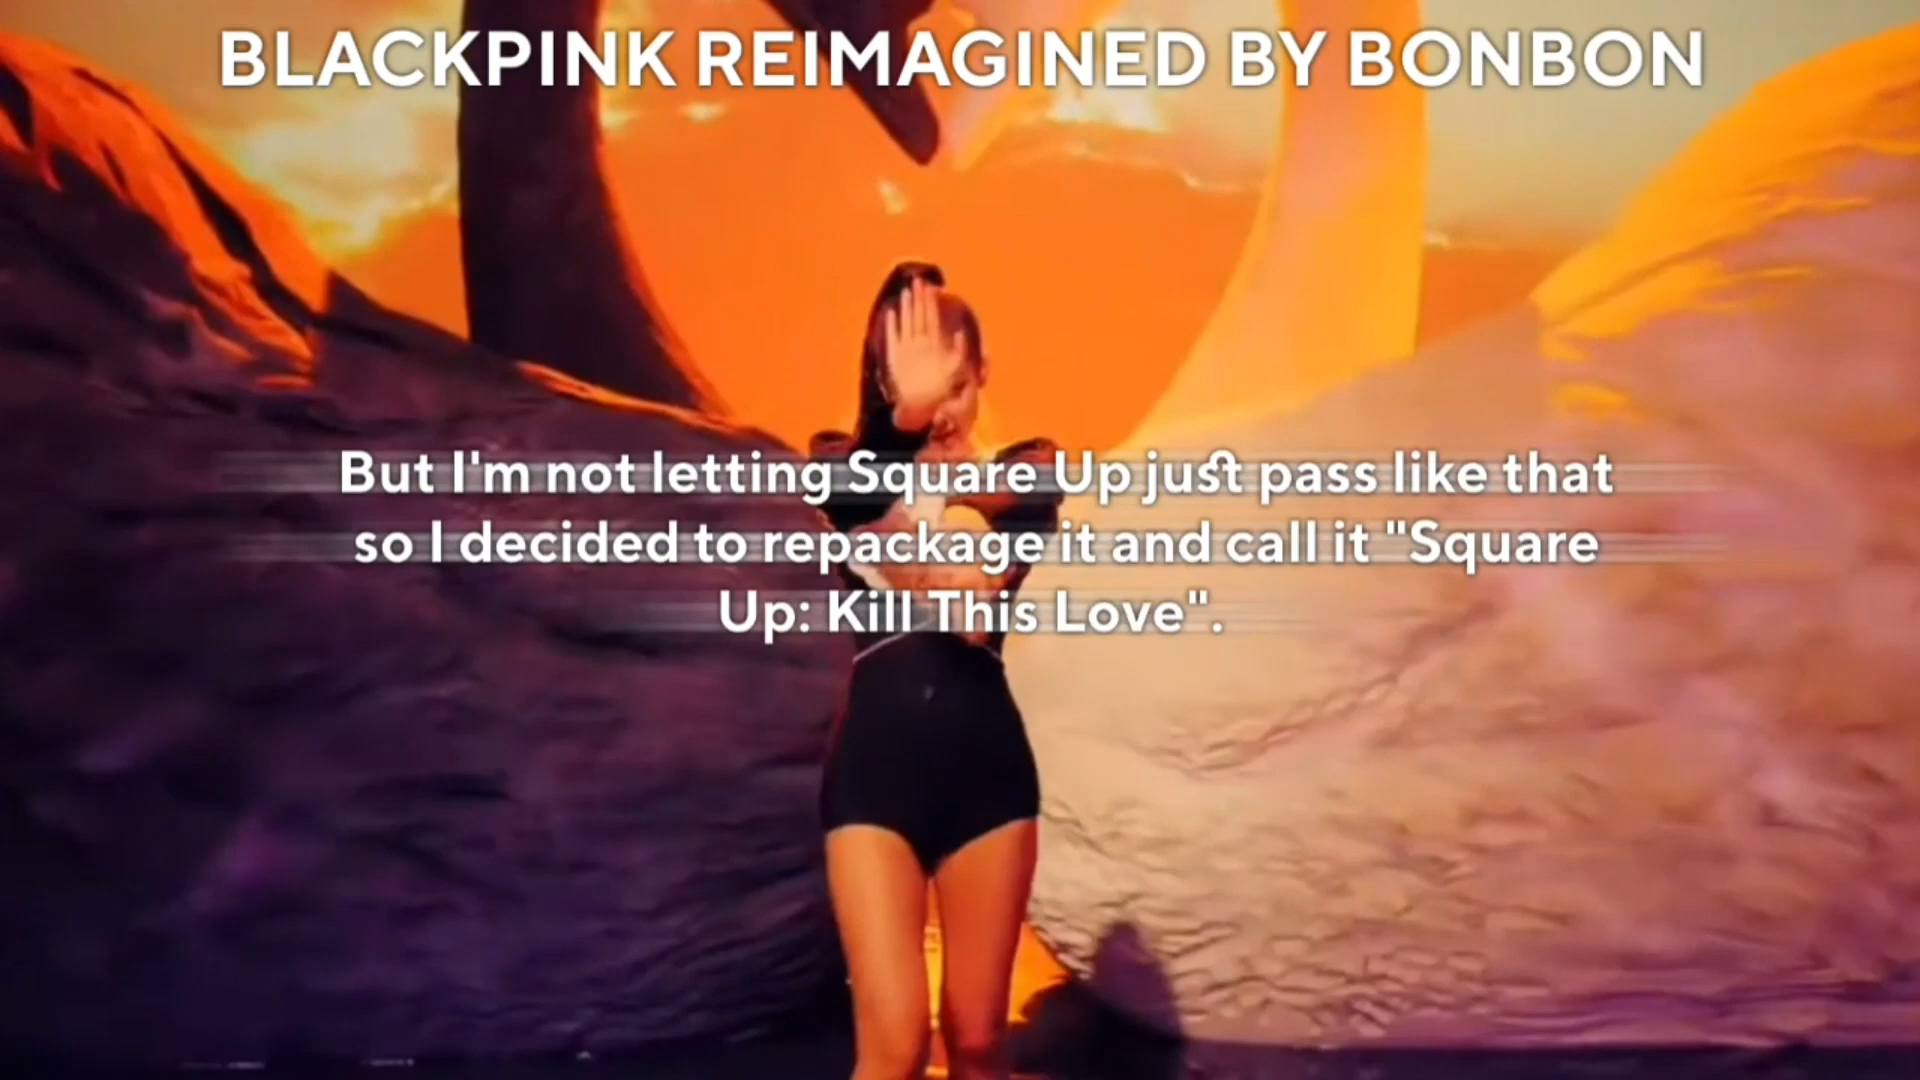 BLACKPINK REIMAGINED BY BONBON
But I'm not letting Square Up just pass like that
so I decided to repackage it and call it "Square
Up: Kill This Love".